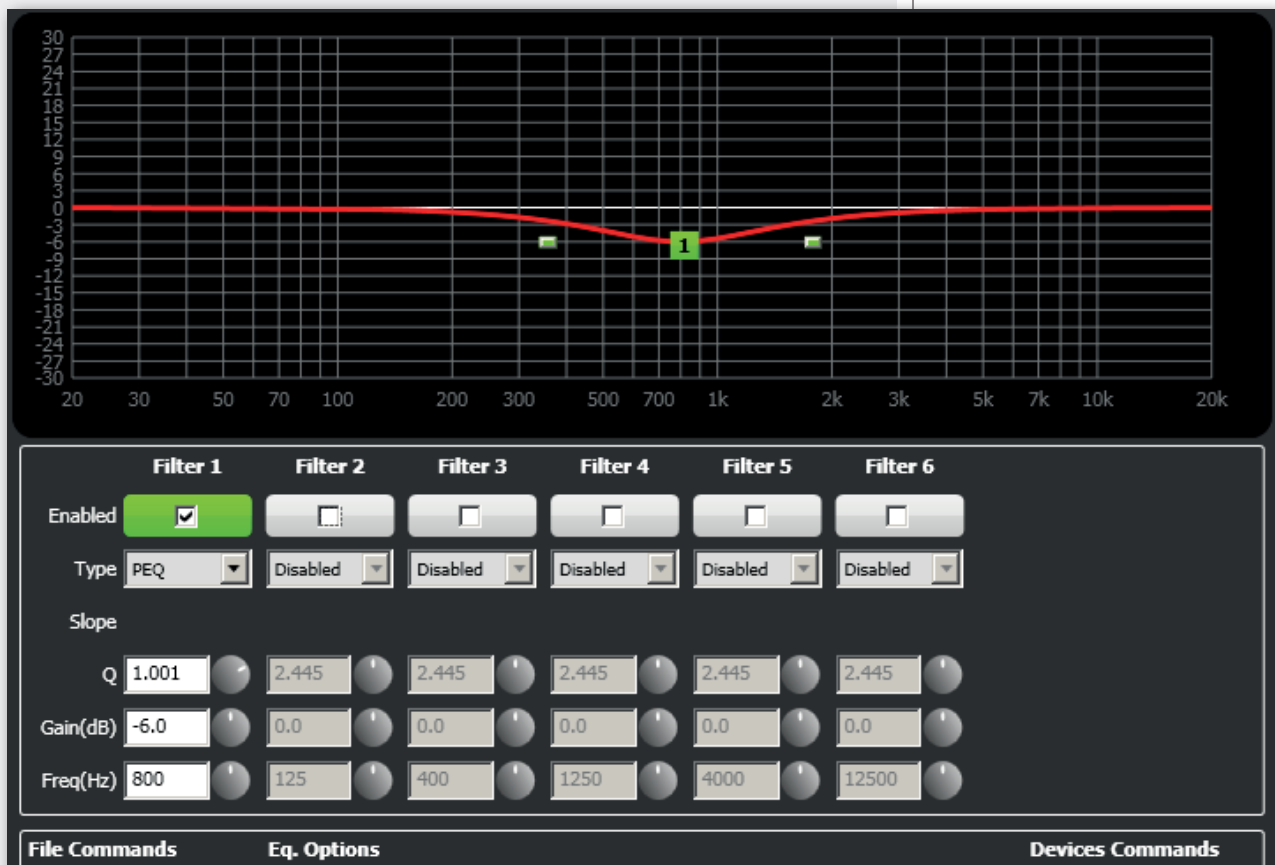 30
27
24
21
18
15
12
9
6
3
0
-3
-6
-9
-12
-15
-18
-21
-24
-27
-30
1
20 30 50 70 100 200 300 500 700 1k 2k 3k 5k 7k 10k 20k
Filter 1 Filter 2 Filter 3 Filter 4 Filter 5 Filter 6
Enabled
Type PEQ Disabled Disabled Disabled Disabled Disabled
Slope
Q 1.001 2.445 2.445 2.445 2.445 2.445
Gain(dB) -6.0 0.0 0.0 0.0 0.0 0.0
Freq(Hz) 800 125 400 1250 4000 12500
File Commands Eq. Options Devices Commands